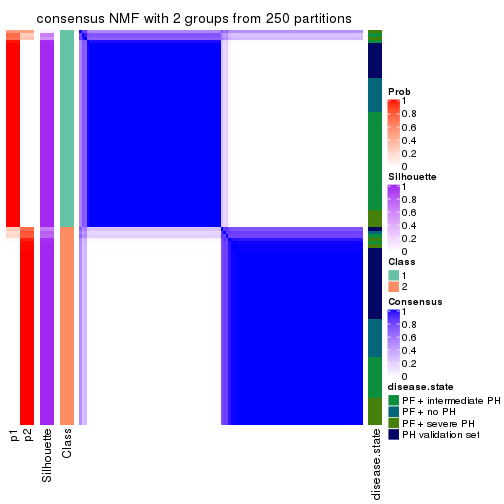 consensus NMF with 2 groups from 250 partitions
Prob
1
0.8
0.6
0.4
0.2
0
Silhouette
1
0.8
0.6
0.4
0.2
0
Class
1
2
Consensus
1
0.8
0.6
0.4
0.2
0
disease.state
PF + intermediate PH
PF + no PH
PF + severe PH
PH validation set
p1
p2
Silhouette
Class
disease.state